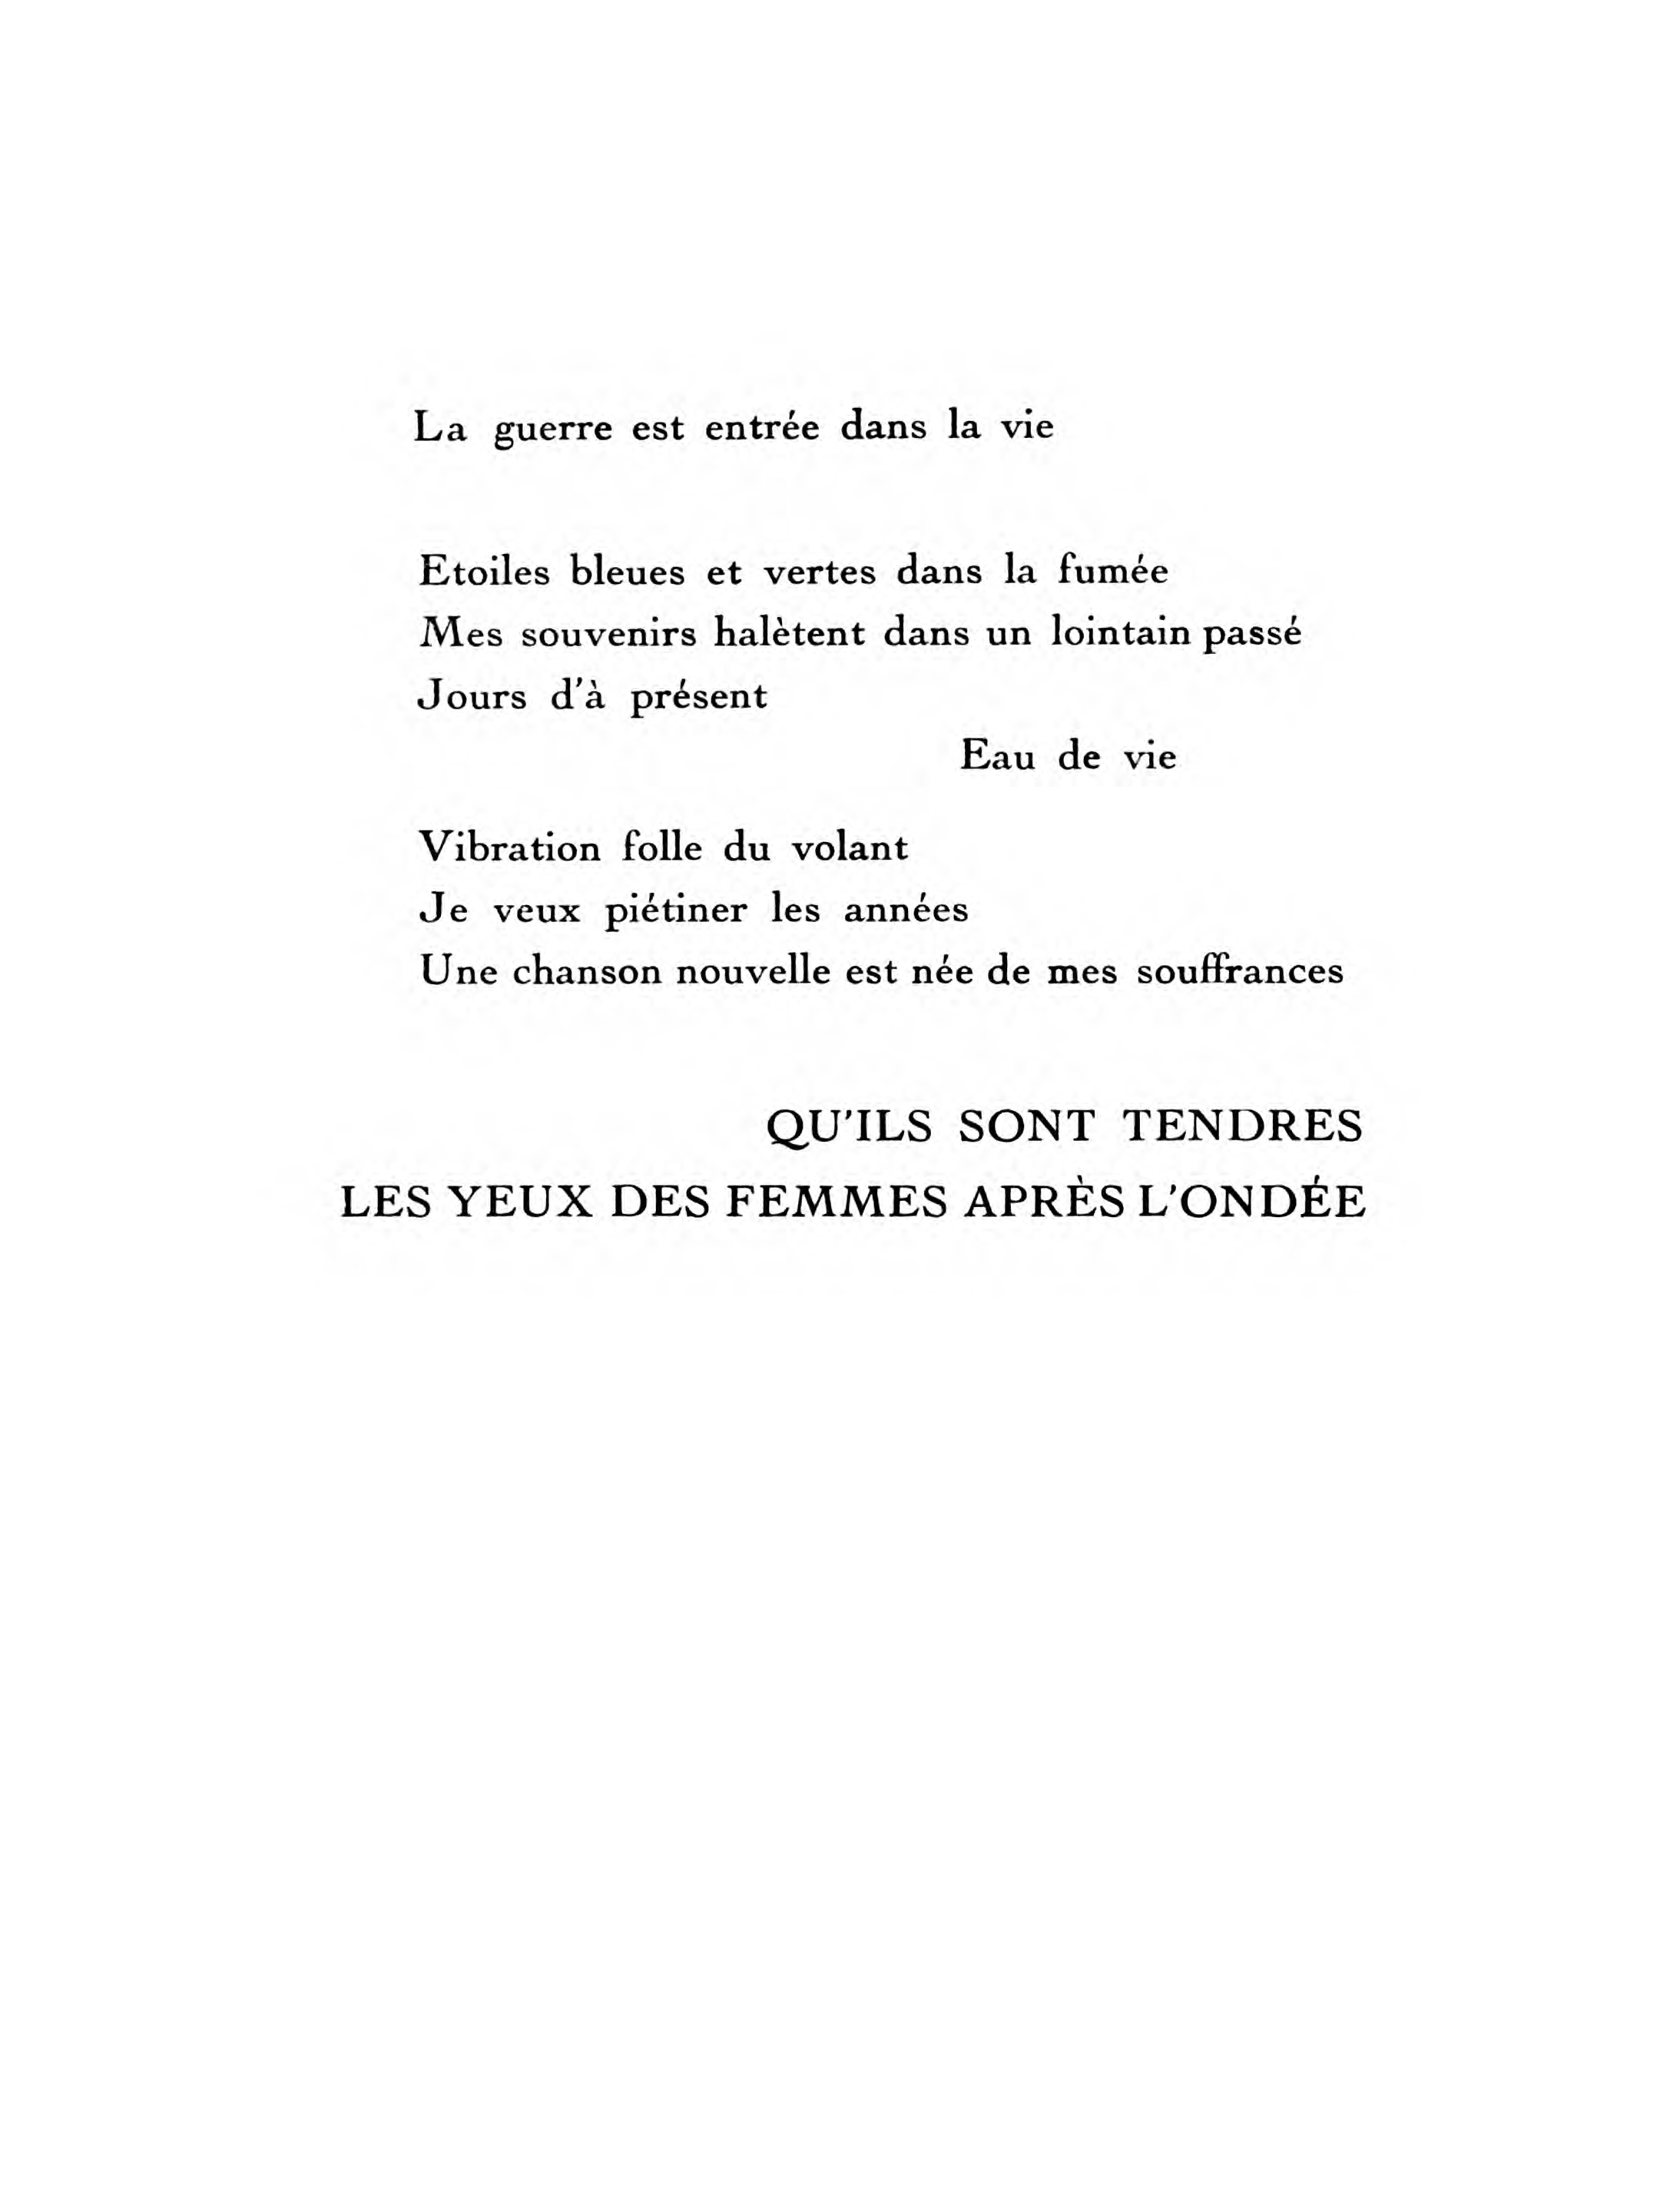 La guerre est entrée dans la vie
Etoiles bleues et vertes dans la fumée
Mes souvenirs halètent dans un lointain passé
Jours d'à présent
Eau de vie
Vibration folle du volant
Je veux piétiner les années
Une chanson nouvelle est née de mes souffrances
QU'ILS SONT TENDRES
LES YEUX DES FEMMES APRÈS L'ONDÉE